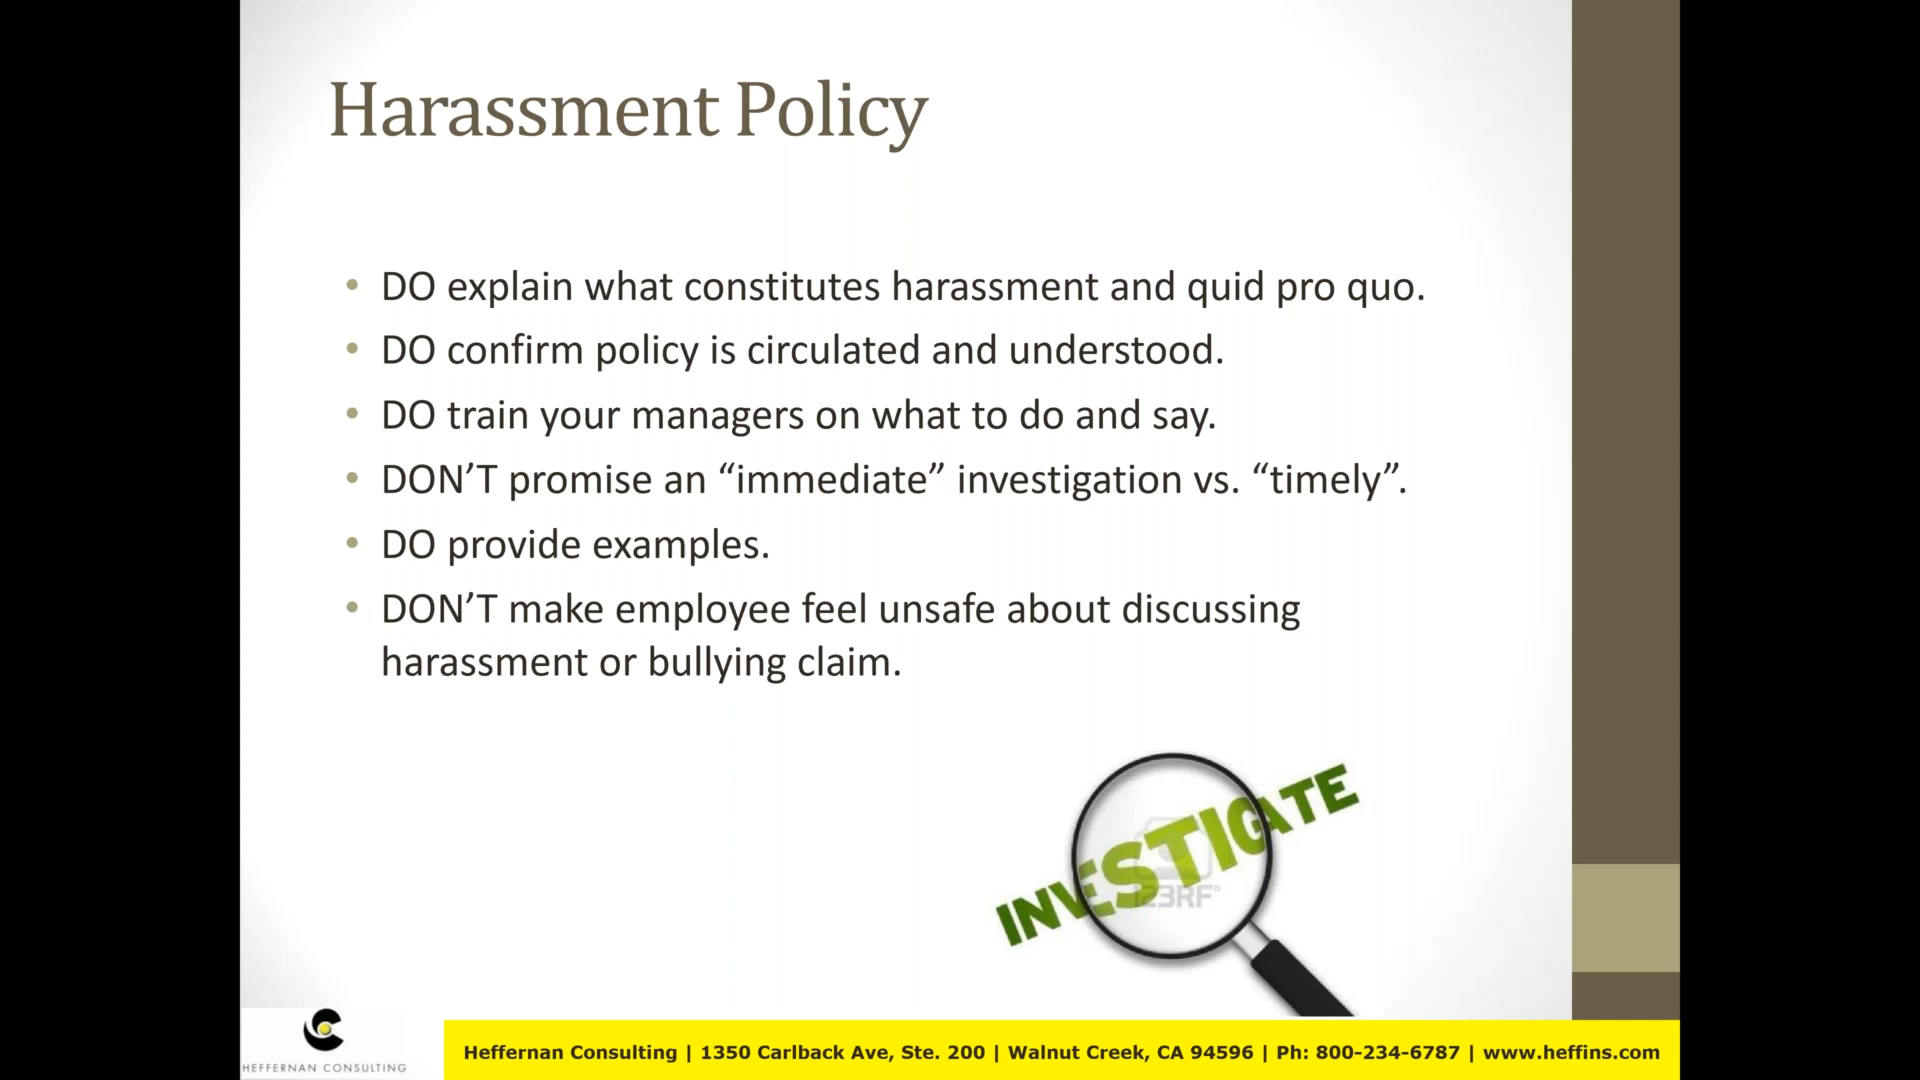 Harassment Policy
• DO explain what constitutes harassment and quid pro quo.
• DO confirm policy is circulated and understood.
• DO train your managers on what to do and say.
• DON’T promise an “immediate” investigation vs. “timely”.
• DO provide examples.
• DON’T make employee feel unsafe about discussing
harassment or bullying claim.
INVESTIGATE
123RF®
HEFFERNAN CONSULTING
Heffernan Consulting | 1350 Carlback Ave, Ste. 200 | Walnut Creek, CA 94596 | Ph: 800-234-6787 | www.heffins.com